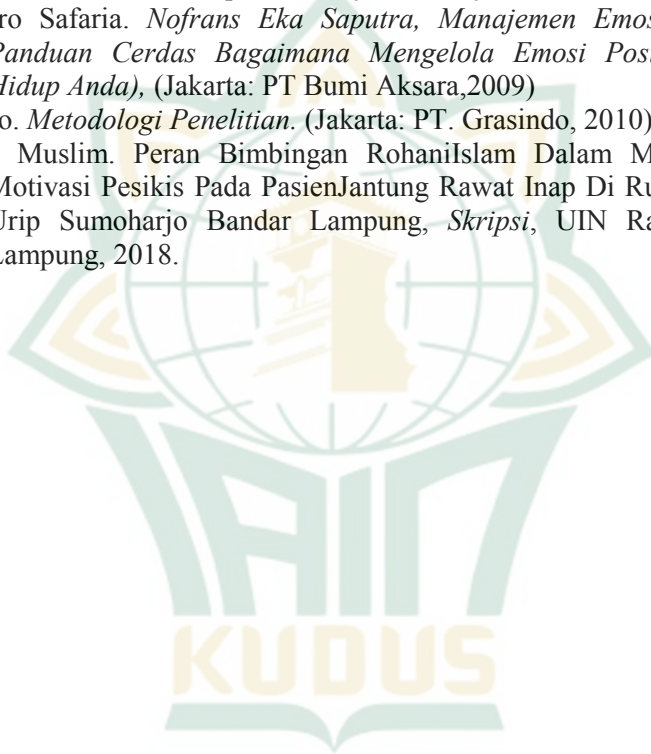 ro Safaria. Nofrans Eka Saputra, Manajemen Emos
Panduan Cerdas Bagaimana Mengelola Emosi Pos
Hidup Anda), (Jakarta: PT Bumi Aksara,2009)
o. Metodologi Penelitian. (Jakarta: PT. Grasindo, 2010)
Muslim. Peran Bimbingan RohaniIslam Dalam M
Motivasi Pesikis Pada PasienJantung Rawat Inap Di Ru
Urip Sumoharjo Bandar Lampung, Skripsi, UIN Ra
Lampung, 2018.
IAIN
KUDUS